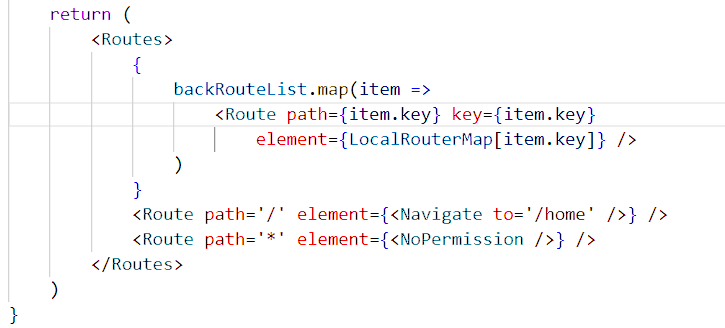 return (
<Routes>
{
backRouteList.map(item =>
<Route path={item.key} key={item.key}
element={LocalRouterMap[item.key]} />
)
}
<Route path='/' element={<Navigate to='/home' />} />
<Route path='*' element={<NoPermission />} />
</Routes>
)
}